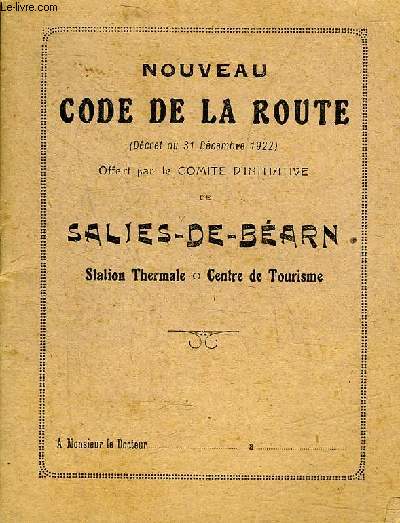 le-livre.com
NOUVEAU
CODE DE LA ROUTE
(Décret du 31 Décembre 1922)
Offert par le COMITE D'INITIATIVE
DE
SALIES-DE-BÉARN
Station Thermale o Centre de Tourisme
A Monsieur le Docteur à